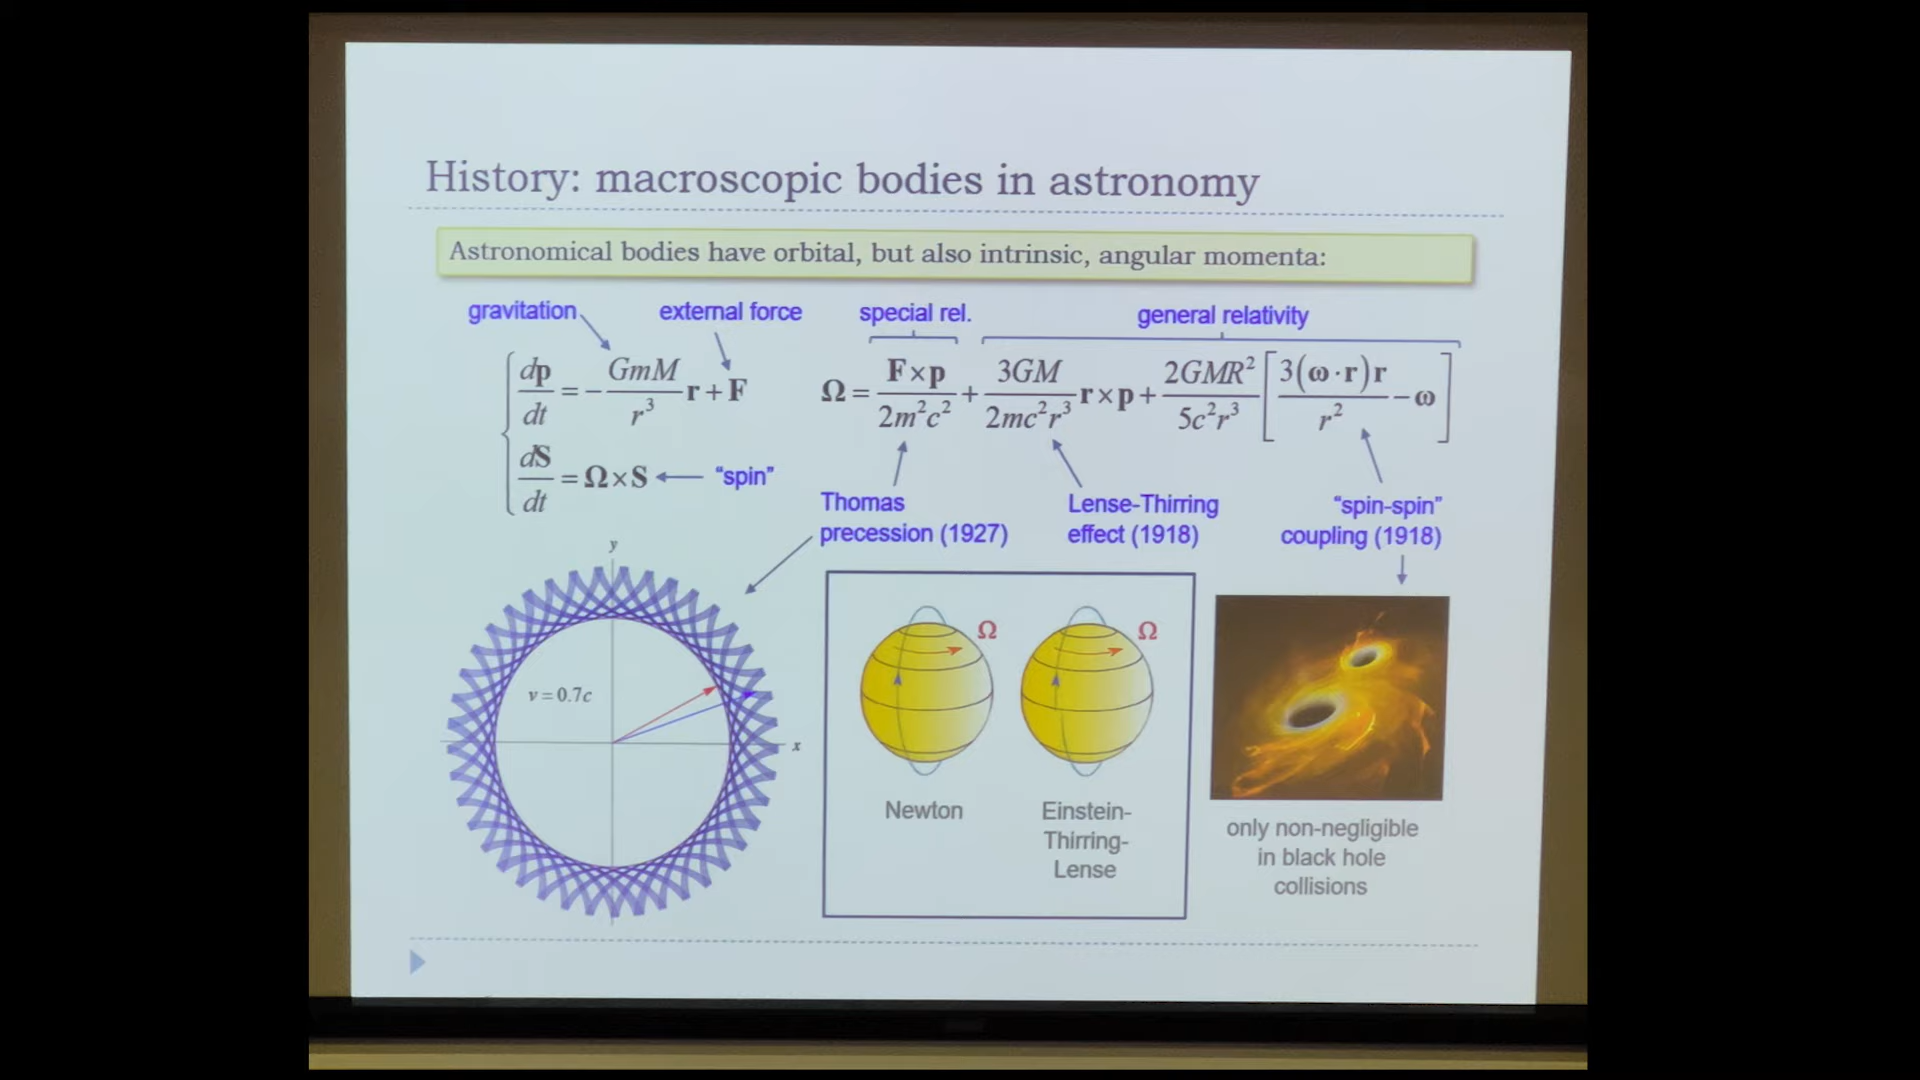 History: macroscopic bodies in astronomy
Astronomical bodies have orbital, but also intrinsic, angular momenta:
gravitation external force special rel. general relativity
dp/dt = − GmM/r³ r + F
Ω = F×p/2m²c² + 3GM/2mc²r³ r×p + 2GMR²/5c²r³ [3(ω·r)r/r² − ω]
dS/dt = Ω×S “spin”
Thomas
precession (1927)
Lense-Thirring
effect (1918)
“spin-spin”
coupling (1918)
y
v = 0.7c
x
Ω Ω
Newton
Einstein-
Thirring-
Lense
only non-negligible
in black hole
collisions